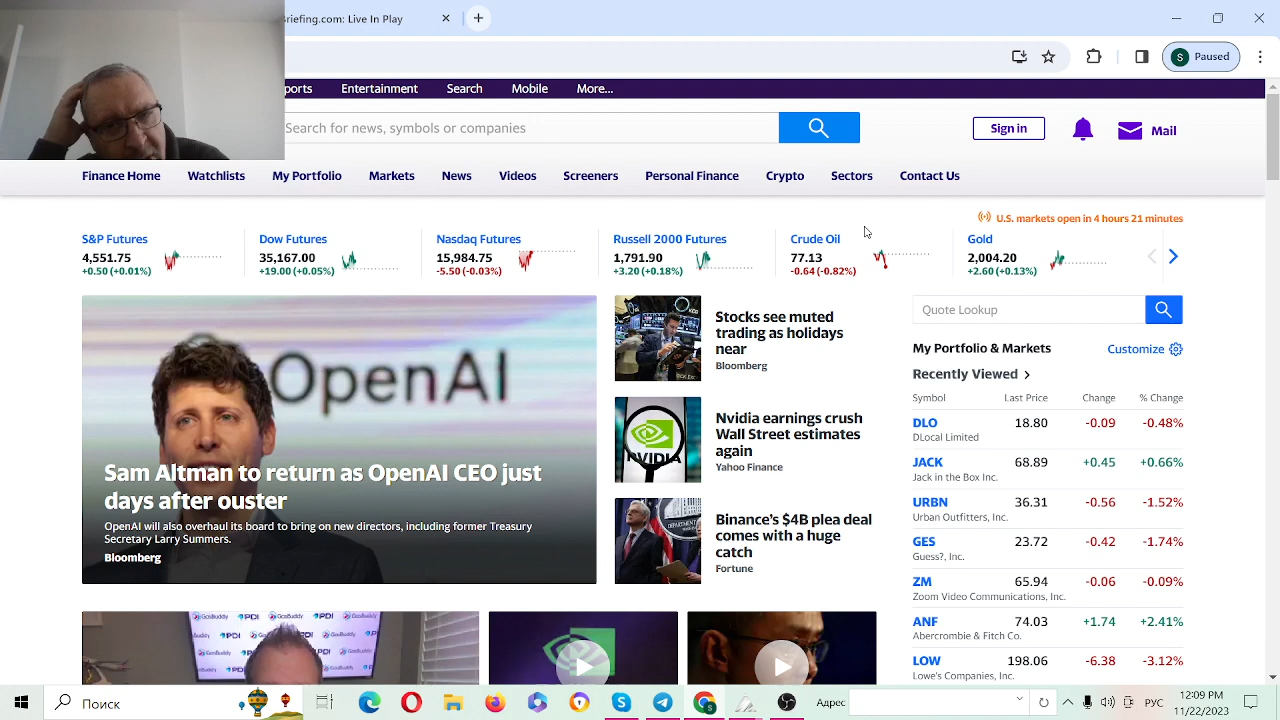 Briefing.com: Live In Play
S Paused
ports Entertainment Search Mobile More...
Search for news, symbols or companies
Sign in
Mail
Finance Home Watchlists My Portfolio Markets News Videos Screeners Personal Finance Crypto Sectors Contact Us
U.S. markets open in 4 hours 21 minutes
S&P Futures
4,551.75
+0.50 (+0.01%)
Dow Futures
35,167.00
+19.00 (+0.05%)
Nasdaq Futures
15,984.75
-5.50 (-0.03%)
Russell 2000 Futures
1,791.90
+3.20 (+0.18%)
Crude Oil
77.13
-0.64 (-0.82%)
Gold
2,004.20
+2.60 (+0.13%)
OpenAI
Sam Altman to return as OpenAI CEO just
days after ouster
OpenAI will also overhaul its board to bring on new directors, including former Treasury
Secretary Larry Summers.
Bloomberg
Stocks see muted
trading as holidays
near
Bloomberg
NVIDIA
Nvidia earnings crush
Wall Street estimates
again
Yahoo Finance
Binance's $4B plea deal
comes with a huge
catch
Fortune
Quote Lookup
My Portfolio & Markets Customize
Recently Viewed
Symbol Last Price Change % Change
DLO 18.80 -0.09 -0.48%
DLocal Limited
JACK 68.89 +0.45 +0.66%
Jack in the Box Inc.
URBN 36.31 -0.56 -1.52%
Urban Outfitters, Inc.
GES 23.72 -0.42 -1.74%
Guess?, Inc.
ZM 65.94 -0.06 -0.09%
Zoom Video Communications, Inc.
ANF 74.03 +1.74 +2.41%
Abercrombie & Fitch Co.
LOW 198.06 -6.38 -3.12%
Lowe's Companies, Inc.
GasBuddy PDI
Поиск
Адрес
РУС
12:09 PM
11/22/2023